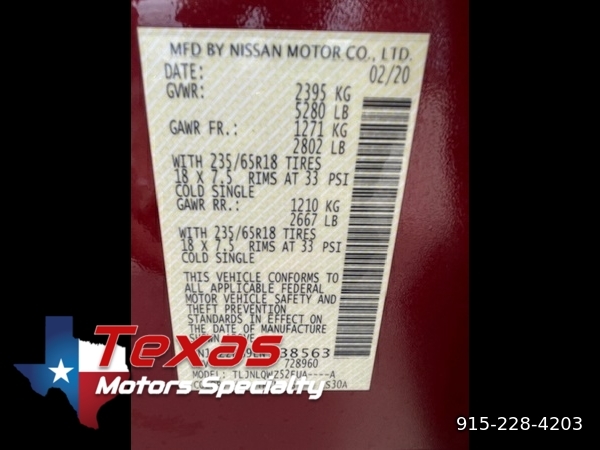 MFD BY NISSAN MOTOR CO., LTD.
DATE: 02/20
GVWR: 2395 KG
5280 LB
GAWR FR.: 1271 KG
2802 LB
WITH 235/65R18 TIRES
18 X 7.5 RIMS AT 33 PSI
COLD SINGLE
GAWR RR.: 1210 KG
2667 LB
WITH 235/65R18 TIRES
18 X 7.5 RIMS AT 33 PSI
COLD SINGLE
THIS VEHICLE CONFORMS TO
ALL APPLICABLE FEDERAL
MOTOR VEHICLE SAFETY AND
THEFT PREVENTION
STANDARDS IN EFFECT ON
THE DATE OF MANUFACTURE
SHOWN ABOVE
38563
728960
MODEL: TLJNLQWZ52EUA----A
S30A
Texas
Motors Specialty
915-228-4203